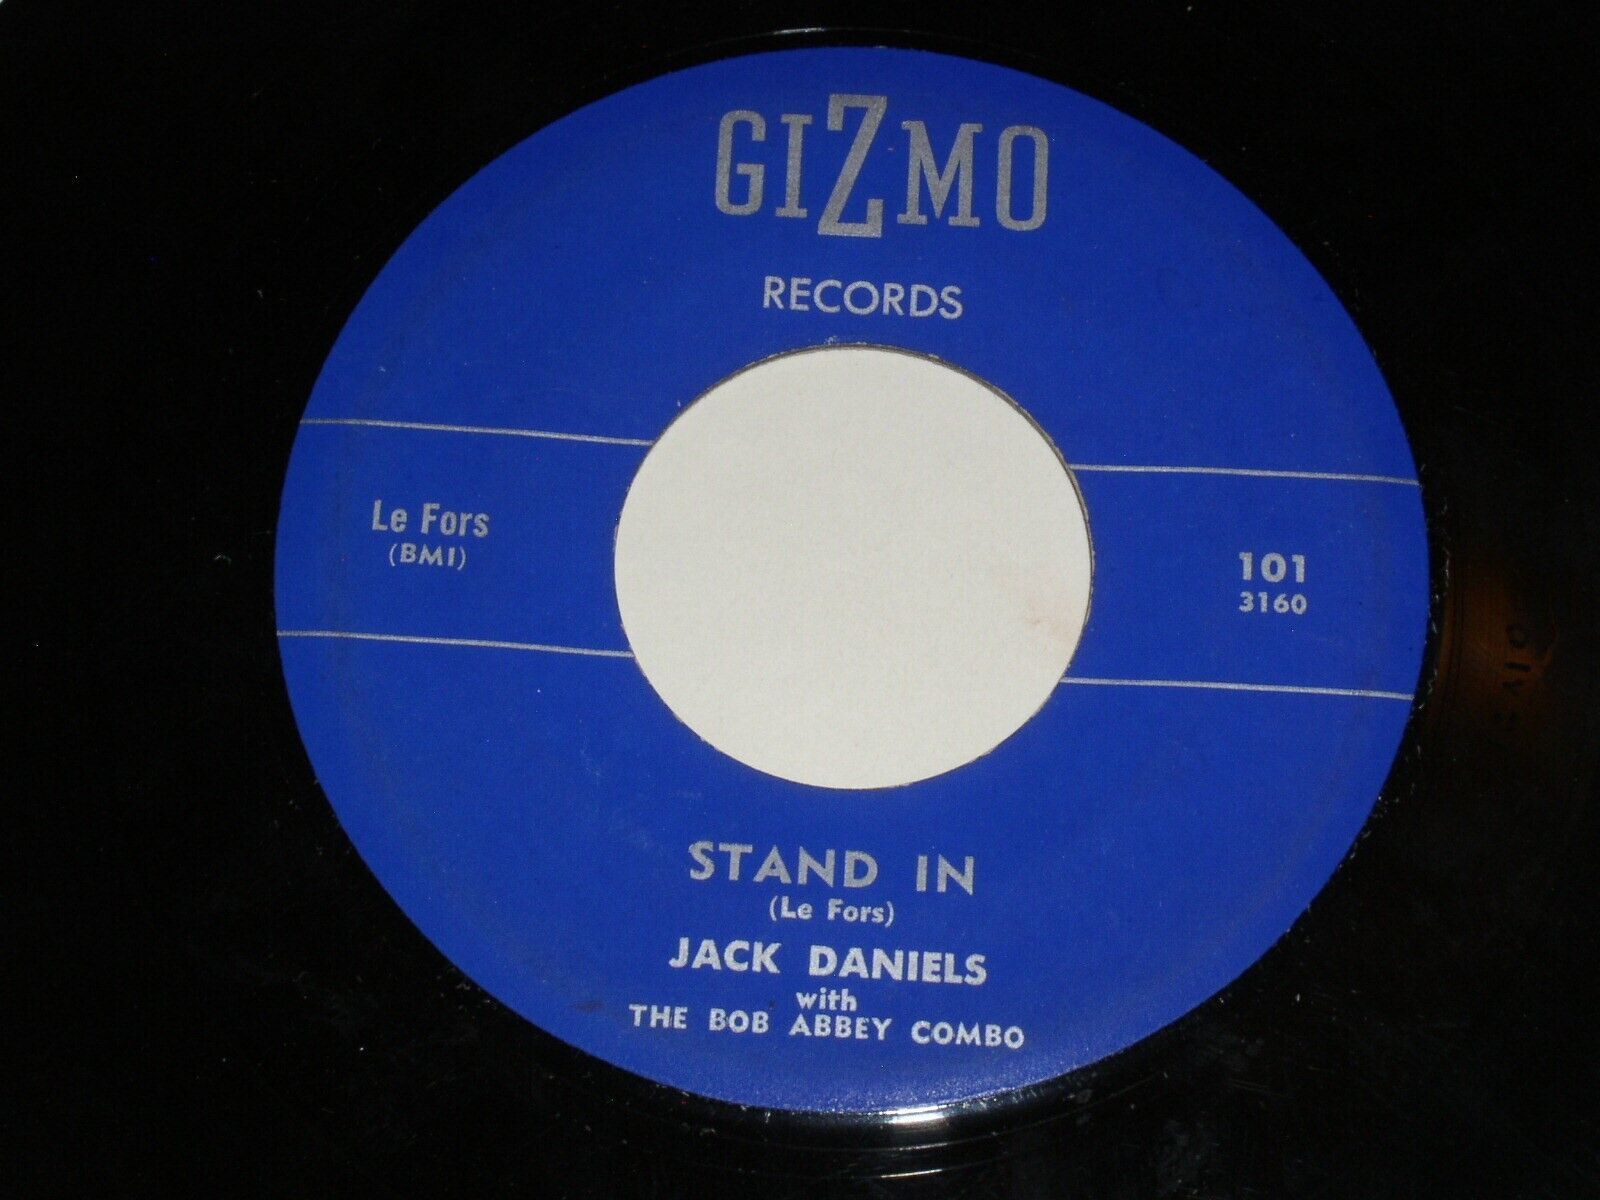 GIZMO
RECORDS
Le Fors
(BMI)
101
3160
STAND IN
(Le Fors)
JACK DANIELS
with
THE BOB ABBEY COMBO